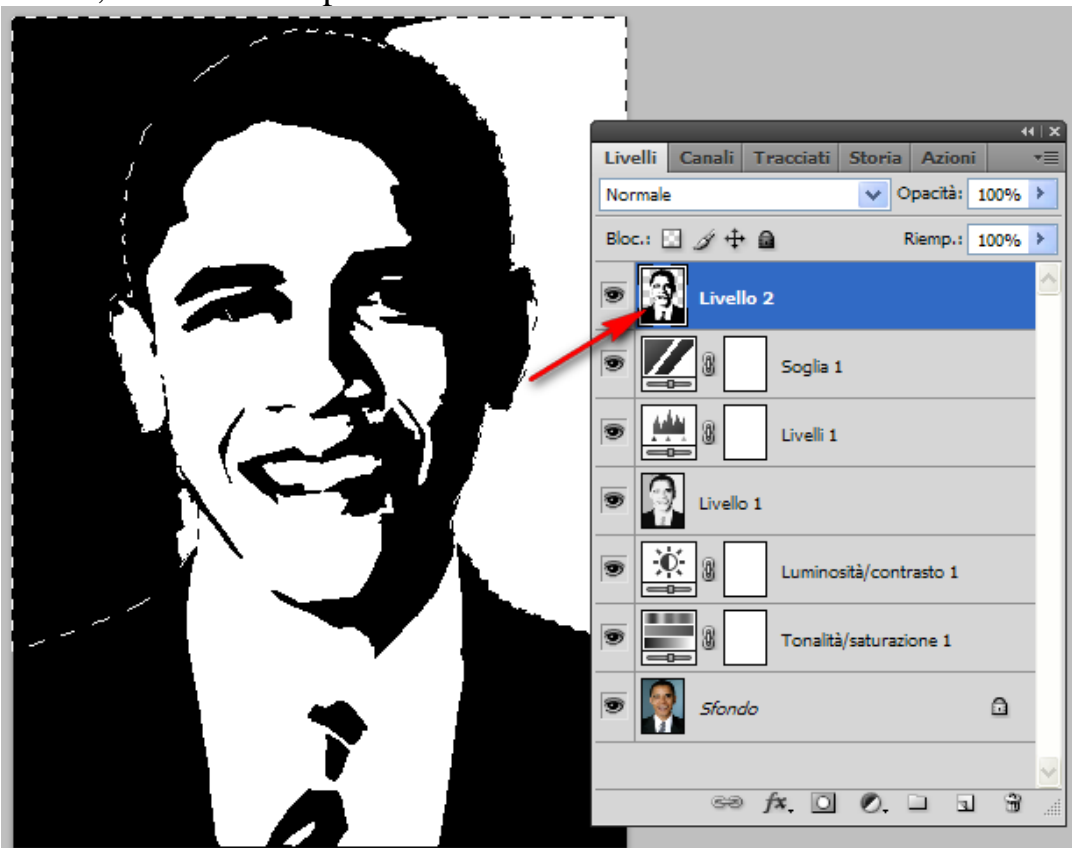 Livelli Canali Tracciati Storia Azioni
Normale Opacità: 100%
Bloc.: Riemp.: 100%
Livello 2
Soglia 1
Livelli 1
Livello 1
Luminosità/contrasto 1
Tonalità/saturazione 1
Sfondo
fx.